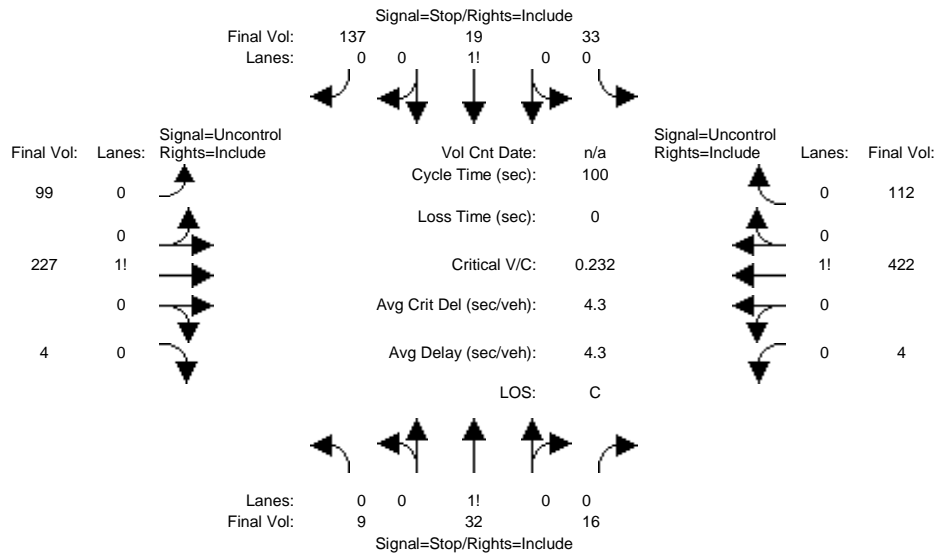 Signal=Stop/Rights=Include
Final Vol: 137 19 33
Lanes: 0 0 1! 0 0
Signal=Uncontrol Signal=Uncontrol
Final Vol: Lanes: Rights=Include Vol Cnt Date: n/a Rights=Include Lanes: Final Vol:
Cycle Time (sec): 100
99 0 0 112
Loss Time (sec): 0
0 0
227 1! Critical V/C: 0.232 1! 422
0 Avg Crit Del (sec/veh): 4.3 0
4 0 Avg Delay (sec/veh): 4.3 0 4
LOS: C
Lanes: 0 0 1! 0 0
Final Vol: 9 32 16
Signal=Stop/Rights=Include